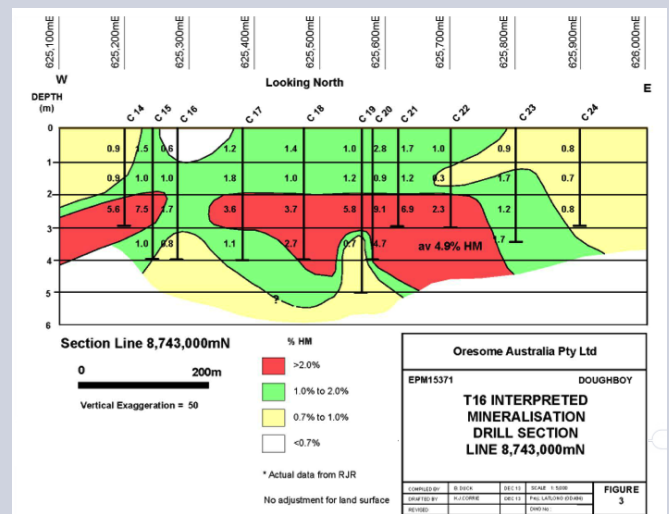 625,100mE 625,200mE 625,300mE 625,400mE 625,500mE 625,600mE 625,700mE 625,800mE 625,900mE 626,000mE
W Looking North E
DEPTH
(m)
C 14 C 15 C 16 C 17 C 18 C 19 C 20 C 21 C 22 C 23 C 24
0
0.9 1.5 0.6 1.2 1.4 1.0 2.8 1.7 1.0 0.9 0.8
1
0.9 1.0 1.0 1.8 1.0 1.2 0.9 1.2 0.3 1.7 0.7
2
5.6 7.5 1.7 3.6 3.7 5.8 9.1 6.9 2.3 1.2 0.8
3
1.0 0.8 1.1 2.7 0.7 4.7 av 4.9% HM 1.7
4
5
?
6
Section Line 8,743,000mN
0 200m
Vertical Exaggeration = 50
% HM
>2.0%
1.0% to 2.0%
0.7% to 1.0%
<0.7%
* Actual data from RJR
No adjustment for land surface
Oresome Australia Pty Ltd
EPM15371 DOUGHBOY
T16 INTERPRETED
MINERALISATION
DRILL SECTION
LINE 8,743,000mN
COMPILED BY DEC 13 SCALE
DRAFTED BY DEC 13
REVISED:
FIGURE
3